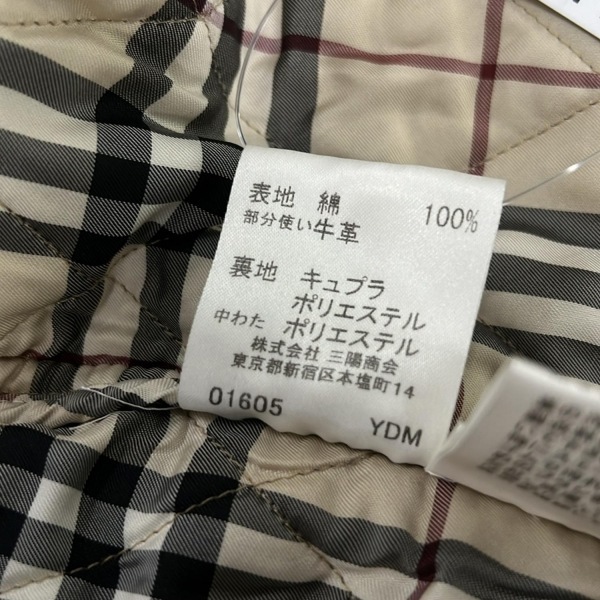 表地 綿 100%
部分使い牛革
裏地 キュプラ
ポリエステル
中わた ポリエステル
株式会社 三陽商会
東京都新宿区本塩町14
01605 YDM